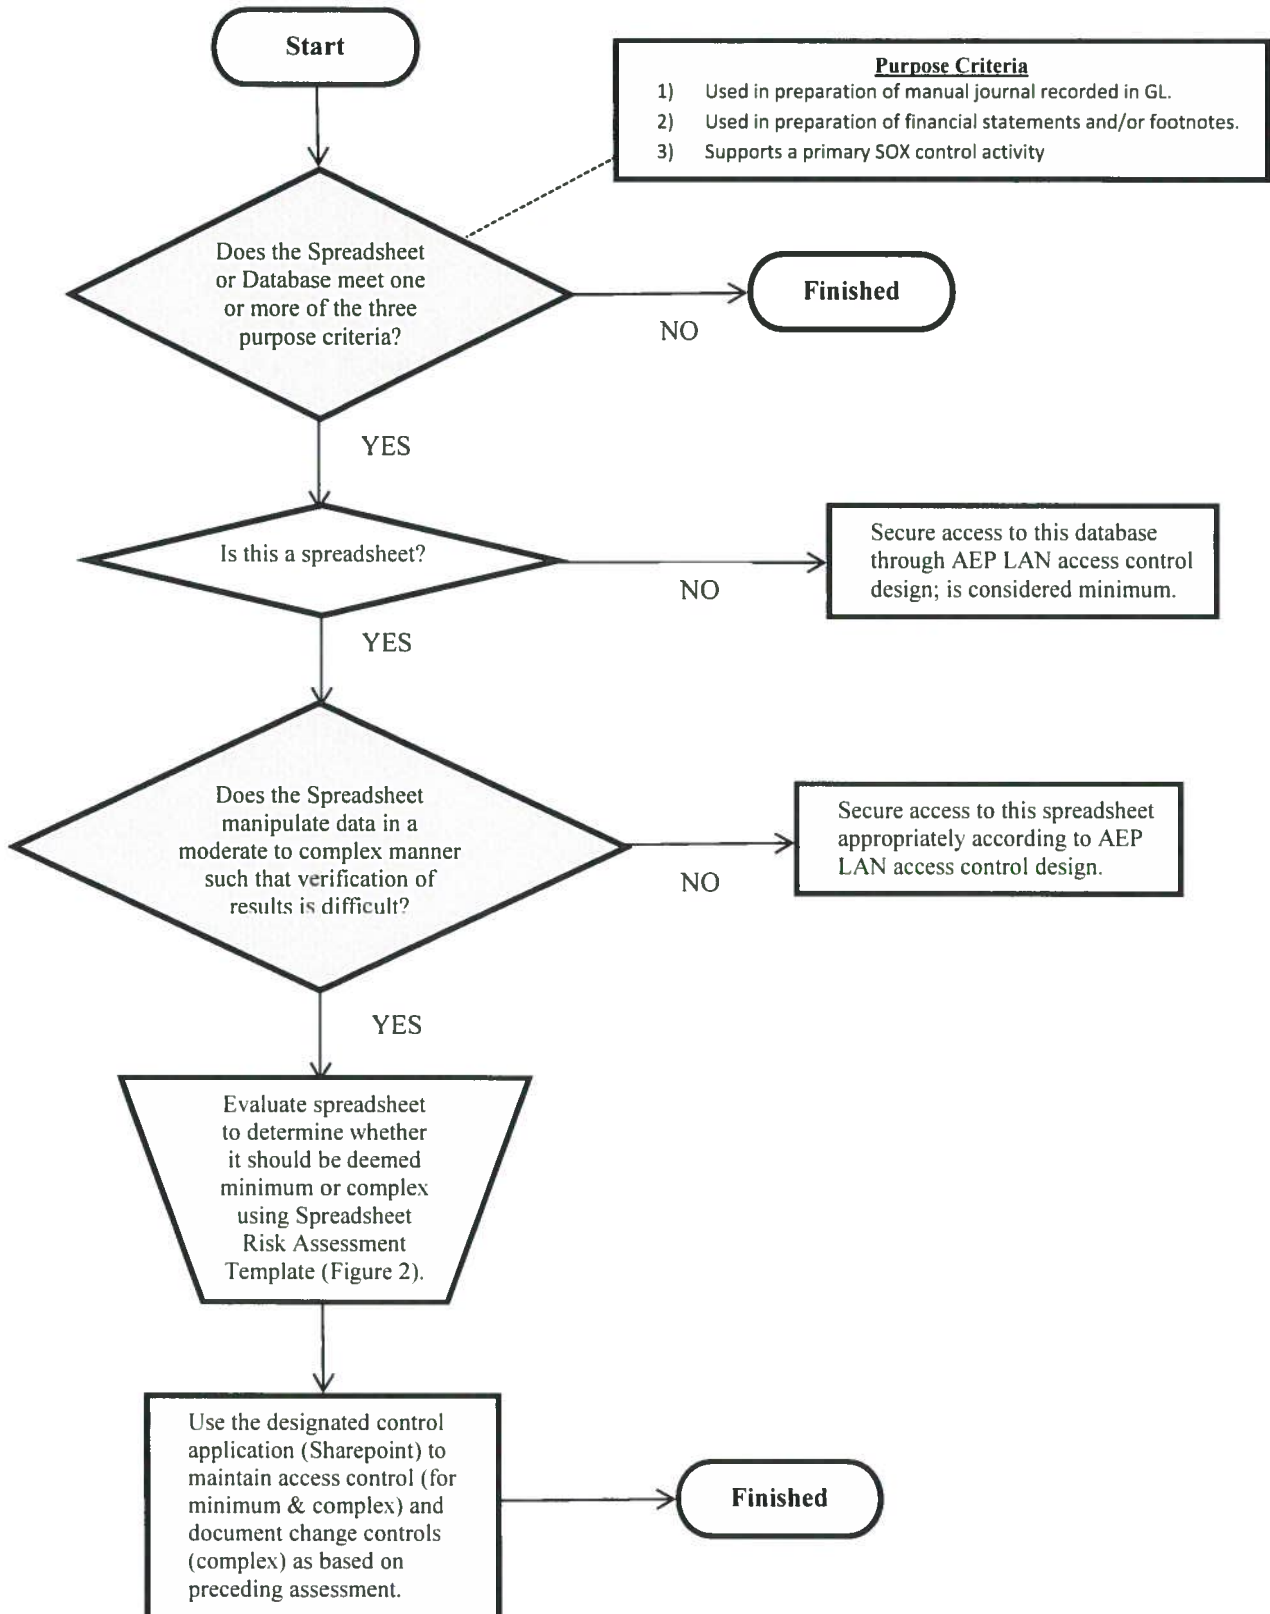 Start
Purpose Criteria
1) Used in preparation of manual journal recorded in GL.
2) Used in preparation of financial statements and/or footnotes.
3) Supports a primary SOX control activity
Does the Spreadsheet
or Database meet one
or more of the three
purpose criteria?
NO
Finished
YES
Is this a spreadsheet?
NO
Secure access to this database
through AEP LAN access control
design; is considered minimum.
YES
Does the Spreadsheet
manipulate data in a
moderate to complex manner
such that verification of
results is difficult?
NO
Secure access to this spreadsheet
appropriately according to AEP
LAN access control design.
YES
Evaluate spreadsheet
to determine whether
it should be deemed
minimum or complex
using Spreadsheet
Risk Assessment
Template (Figure 2).
Use the designated control
application (Sharepoint) to
maintain access control (for
minimum & complex) and
document change controls
(complex) as based on
preceding assessment.
Finished